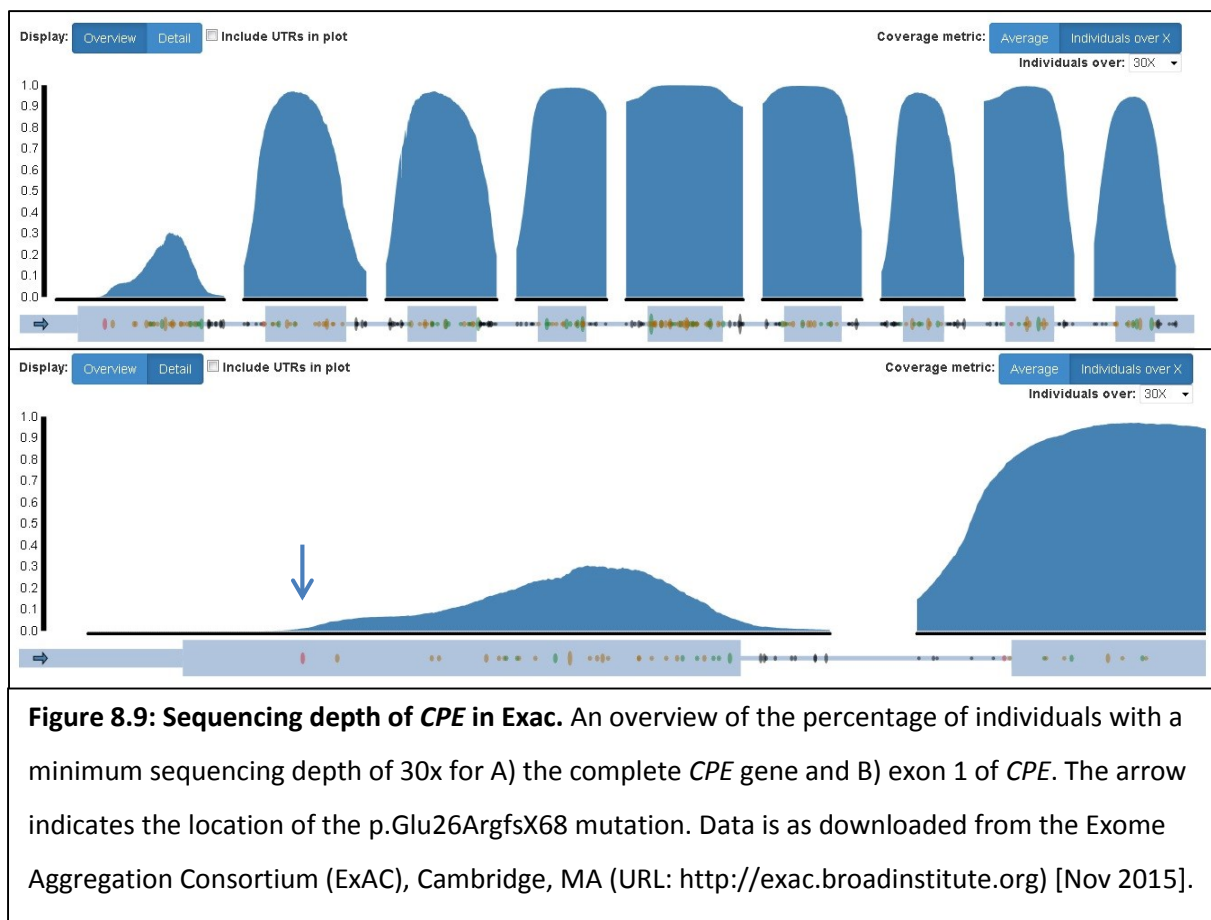 Display: Overview Detail Include UTRs in plot Coverage metric: Average Individuals over X
Individuals over: 30X
1.0
0.9
0.8
0.7
0.6
0.5
0.4
0.3
0.2
0.1
0.0
Display: Overview Detail Include UTRs in plot Coverage metric: Average Individuals over X
Individuals over: 30X
1.0
0.9
0.8
0.7
0.6
0.5
0.4
0.3
0.2
0.1
0.0
Figure 8.9: Sequencing depth of CPE in Exac. An overview of the percentage of individuals with a
minimum sequencing depth of 30x for A) the complete CPE gene and B) exon 1 of CPE. The arrow
indicates the location of the p.Glu26ArgfsX68 mutation. Data is as downloaded from the Exome
Aggregation Consortium (ExAC), Cambridge, MA (URL: http://exac.broadinstitute.org) [Nov 2015].